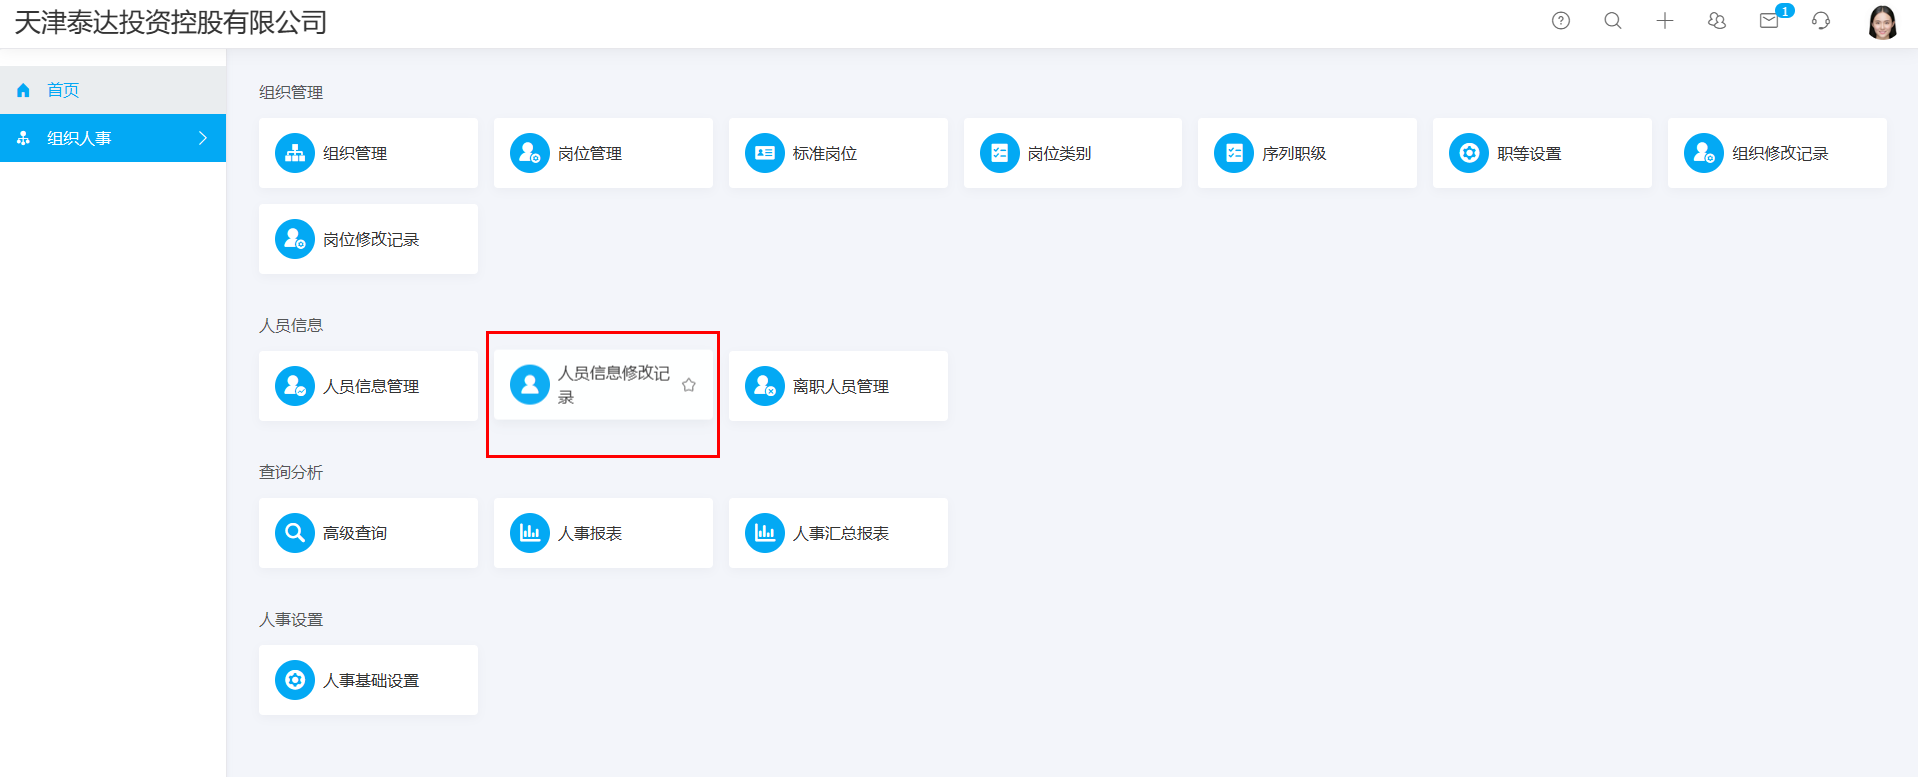 天津泰达投资控股有限公司
1
首页
组织人事
组织管理
组织管理
岗位管理
标准岗位
岗位类别
序列职级
职等设置
组织修改记录
岗位修改记录
人员信息
人员信息管理
人员信息修改记
录
离职人员管理
查询分析
高级查询
人事报表
人事汇总报表
人事设置
人事基础设置